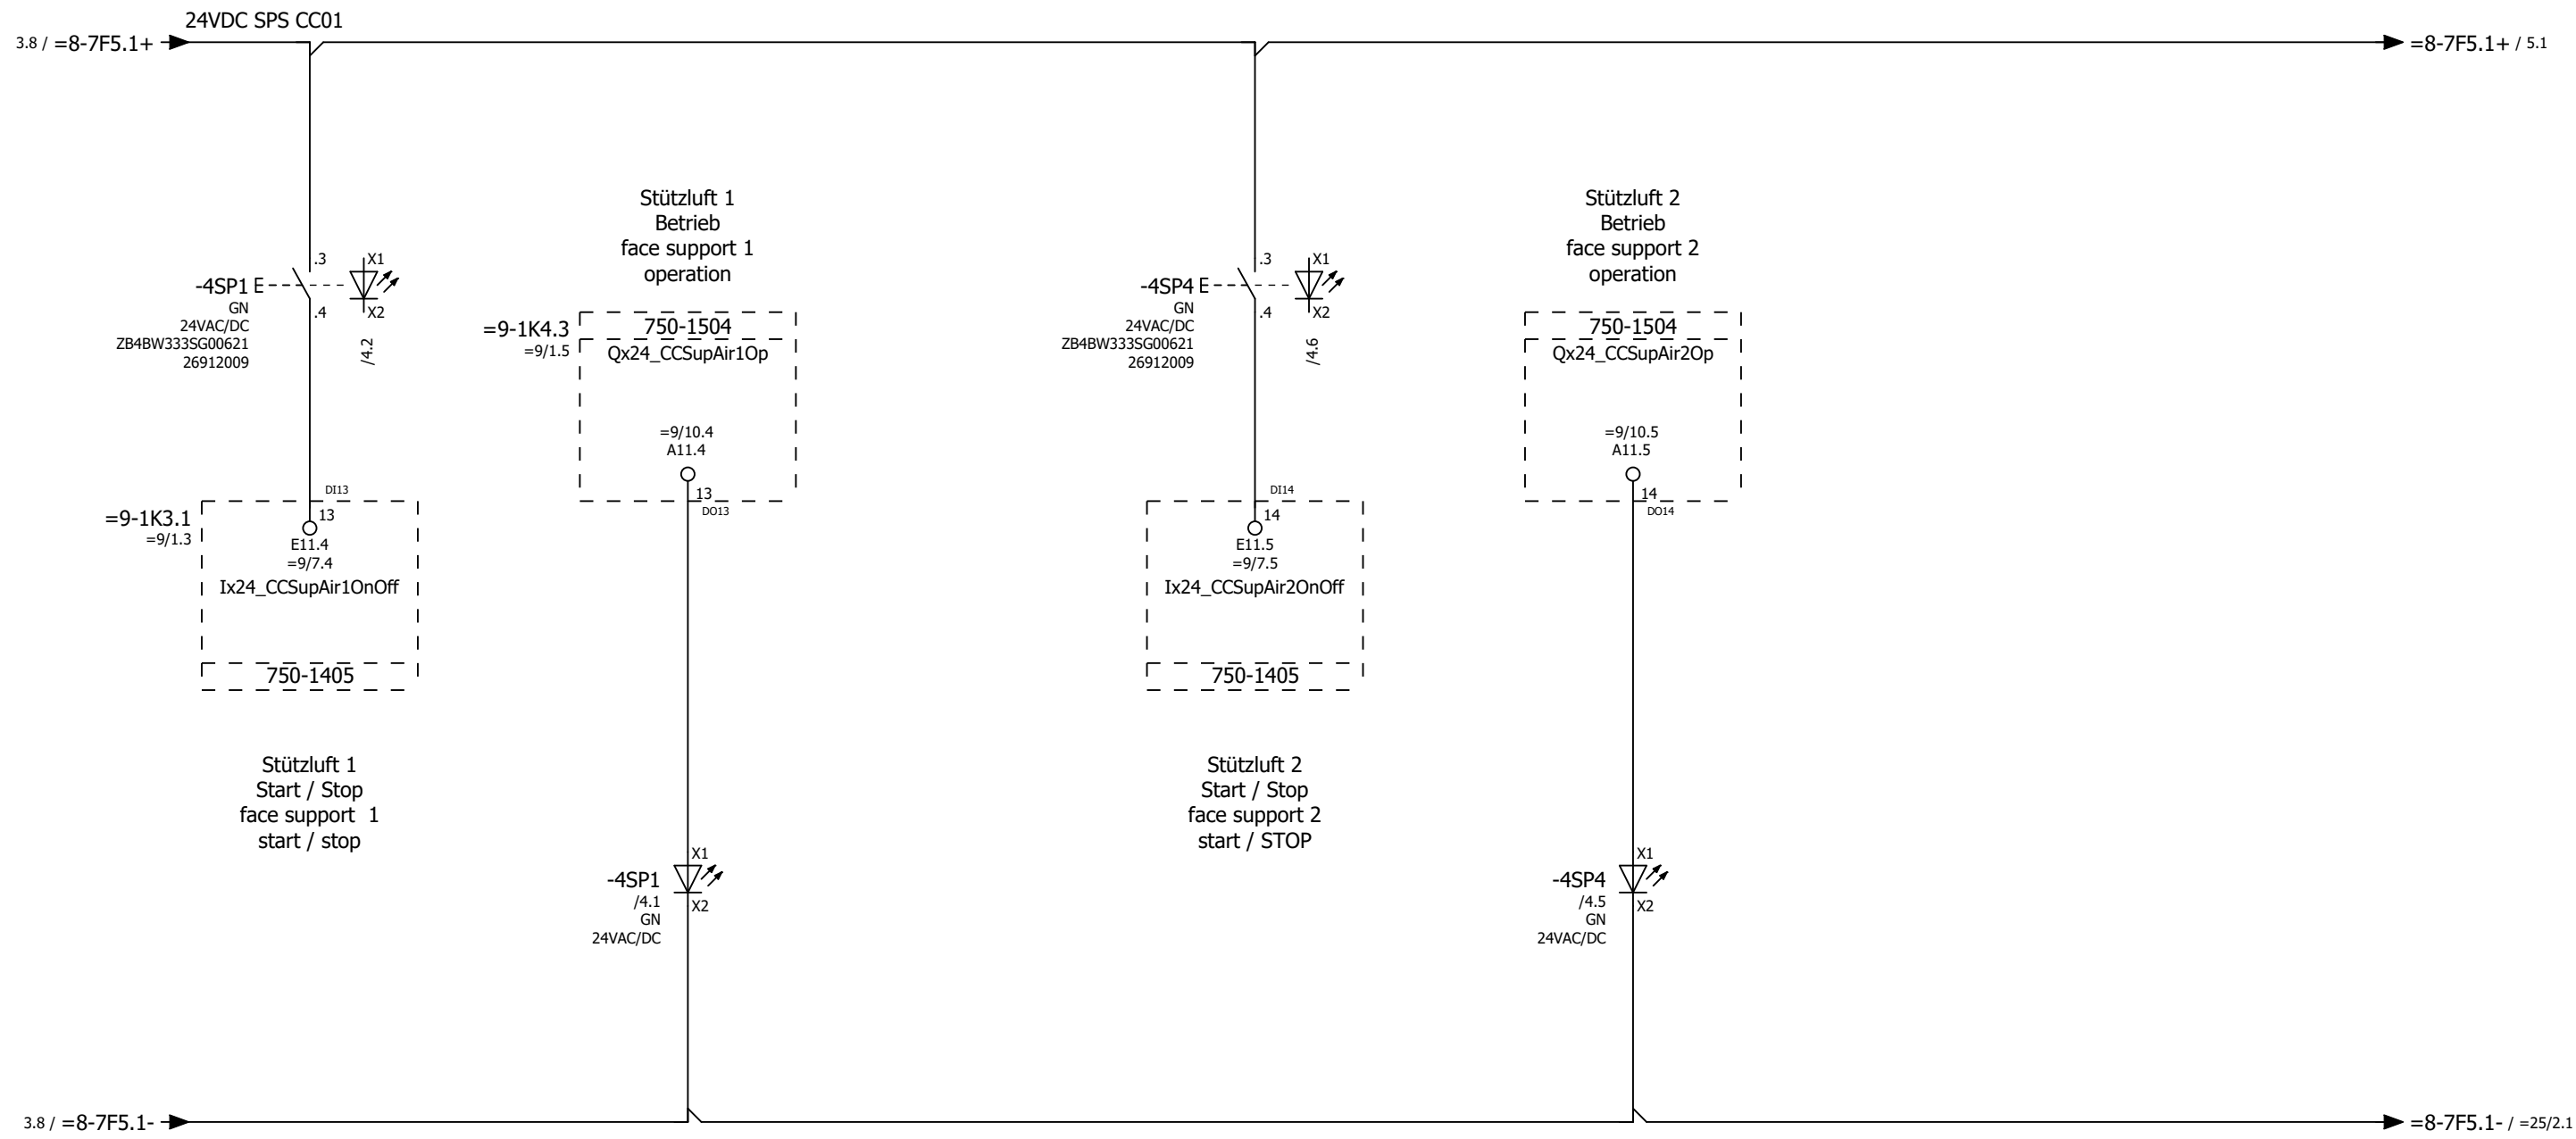 24VDC SPS CC01
3.8 / =8-7F5.1+
=8-7F5.1+ / 5.1
-4SP1 E
GN
24VAC/DC
ZB4BW333SG00621
26912009
.3
.4
X1
X2
/4.2
=9-1K3.1
=9/1.3
DI13
13
E11.4
=9/7.4
Ix24_CCSupAir1OnOff
750-1405
Stützluft 1
Start / Stop
face support  1
start / stop
Stützluft 1
Betrieb
face support 1
operation
=9-1K4.3
=9/1.5
750-1504
Qx24_CCSupAir1Op
=9/10.4
A11.4
13
DO13
-4SP1
/4.1
GN
24VAC/DC
X1
X2
-4SP4 E
GN
24VAC/DC
ZB4BW333SG00621
26912009
.3
.4
X1
X2
/4.6
DI14
14
E11.5
=9/7.5
Ix24_CCSupAir2OnOff
750-1405
Stützluft 2
Start / Stop
face support 2
start / STOP
Stützluft 2
Betrieb
face support 2
operation
750-1504
Qx24_CCSupAir2Op
=9/10.5
A11.5
14
DO14
-4SP4
/4.5
GN
24VAC/DC
X1
X2
3.8 / =8-7F5.1-
=8-7F5.1- / =25/2.1